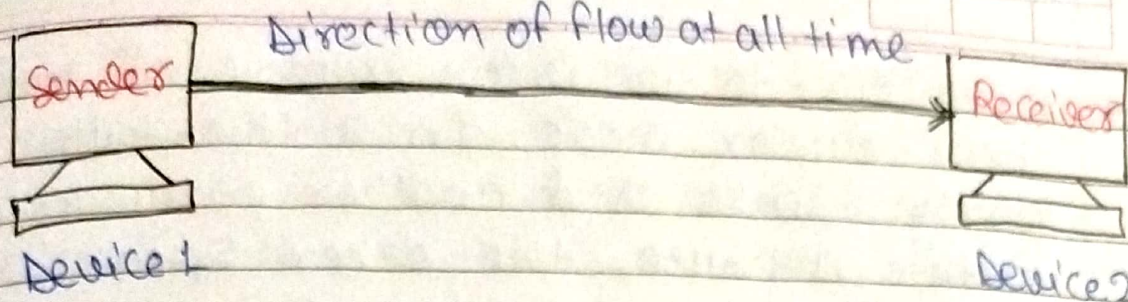 Direction of flow at all time
Sender
Receiver
Device 1
Device 2